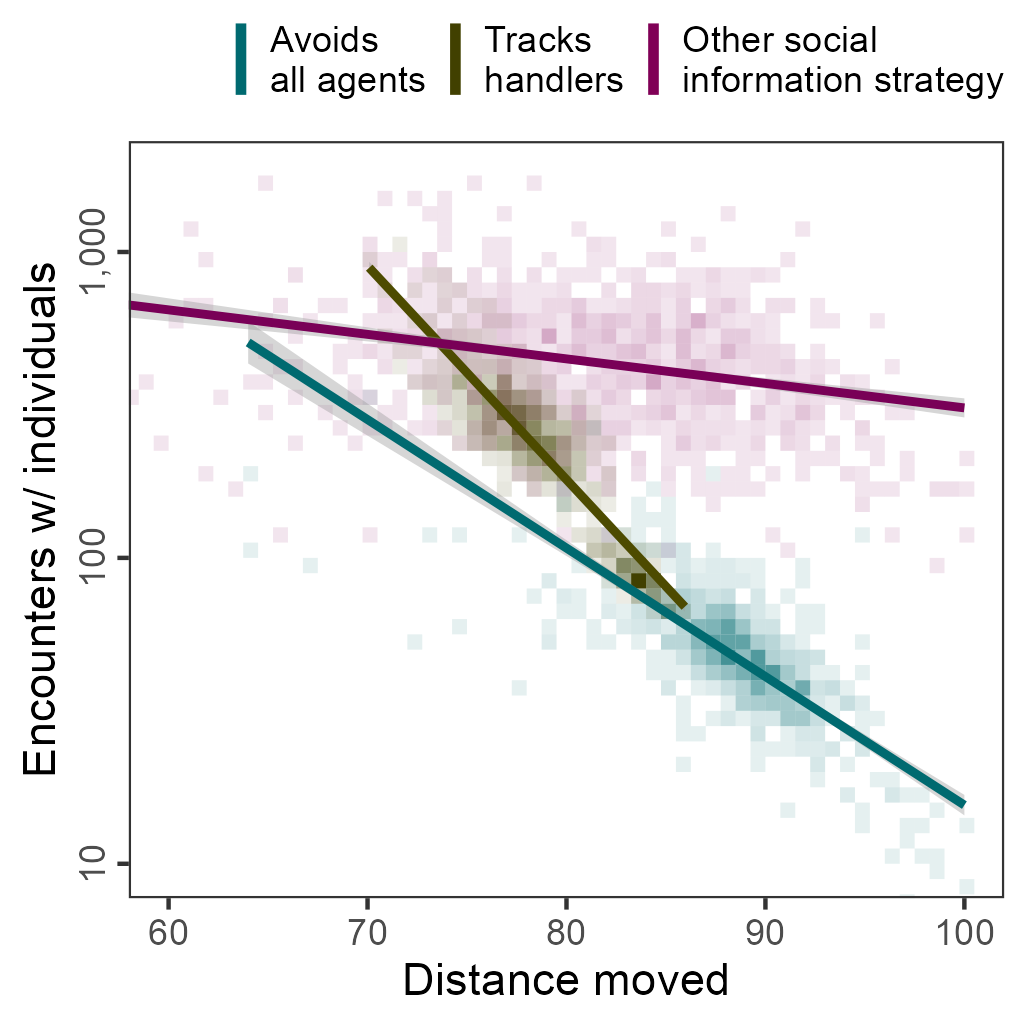 Avoids
all agents
Tracks
handlers
Other social
information strategy
Encounters w/ individuals
1,000
100
10
60
70
80
90
100
Distance moved